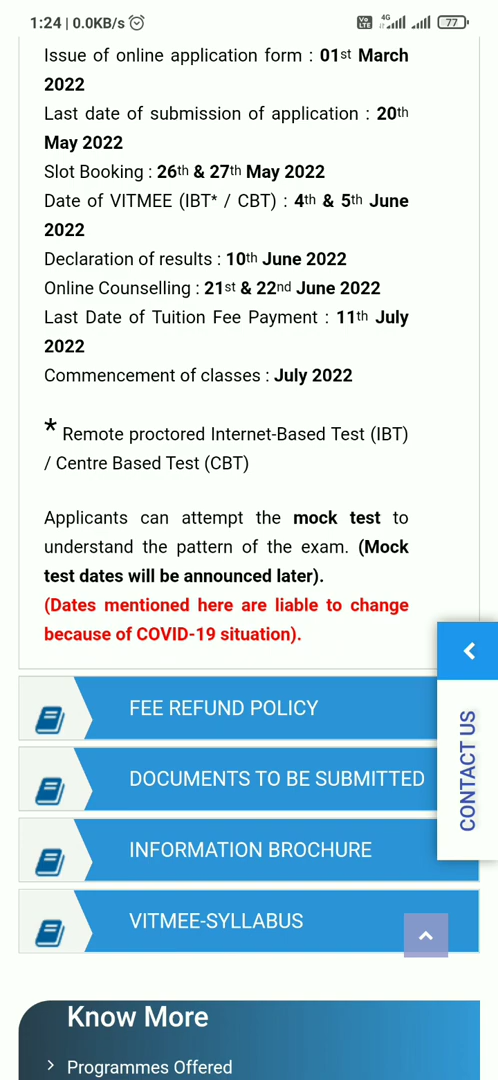 1:24 | 0.0KB/s
Vo LTE 4G 77
Issue of online application form : 01st March
2022
Last date of submission of application : 20th
May 2022
Slot Booking : 26th & 27th May 2022
Date of VITMEE (IBT* / CBT) : 4th & 5th June
2022
Declaration of results : 10th June 2022
Online Counselling : 21st & 22nd June 2022
Last Date of Tuition Fee Payment : 11th July
2022
Commencement of classes : July 2022
* Remote proctored Internet-Based Test (IBT)
/ Centre Based Test (CBT)
Applicants can attempt the mock test to
understand the pattern of the exam. (Mock
test dates will be announced later).
(Dates mentioned here are liable to change
because of COVID-19 situation).
CONTACT US
FEE REFUND POLICY
DOCUMENTS TO BE SUBMITTED
INFORMATION BROCHURE
VITMEE-SYLLABUS
Know More
> Programmes Offered